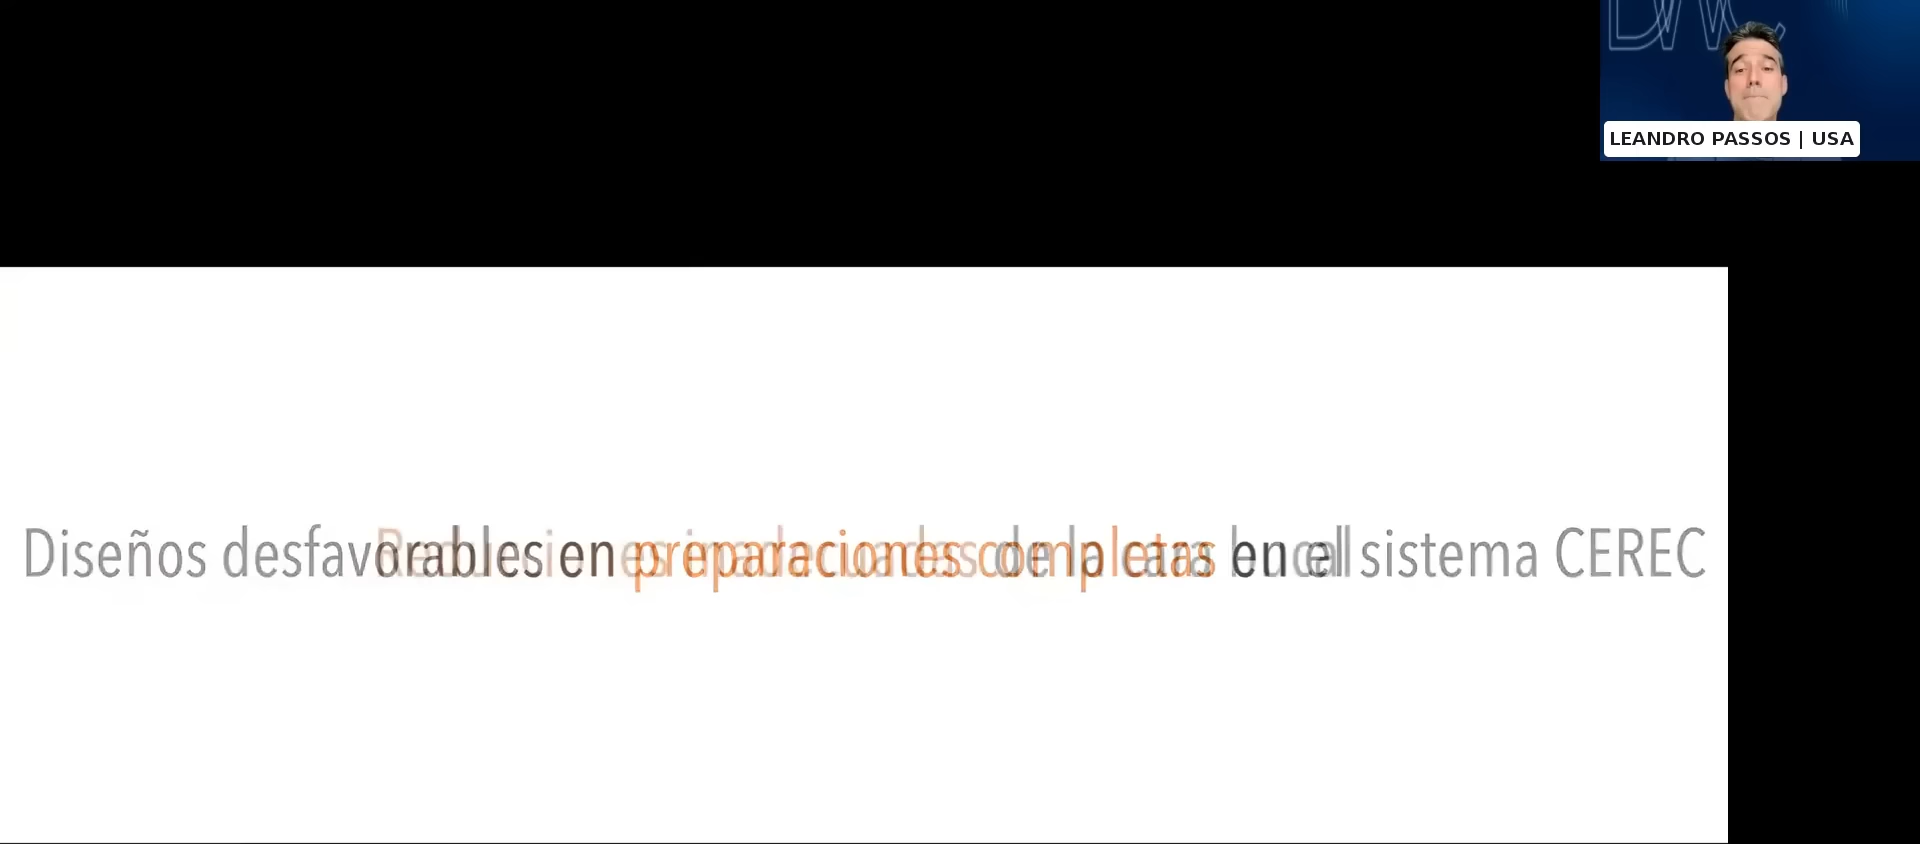 LEANDRO PASSOS | USA
Diseños desfavorables en preparaciones completas en el sistema CEREC